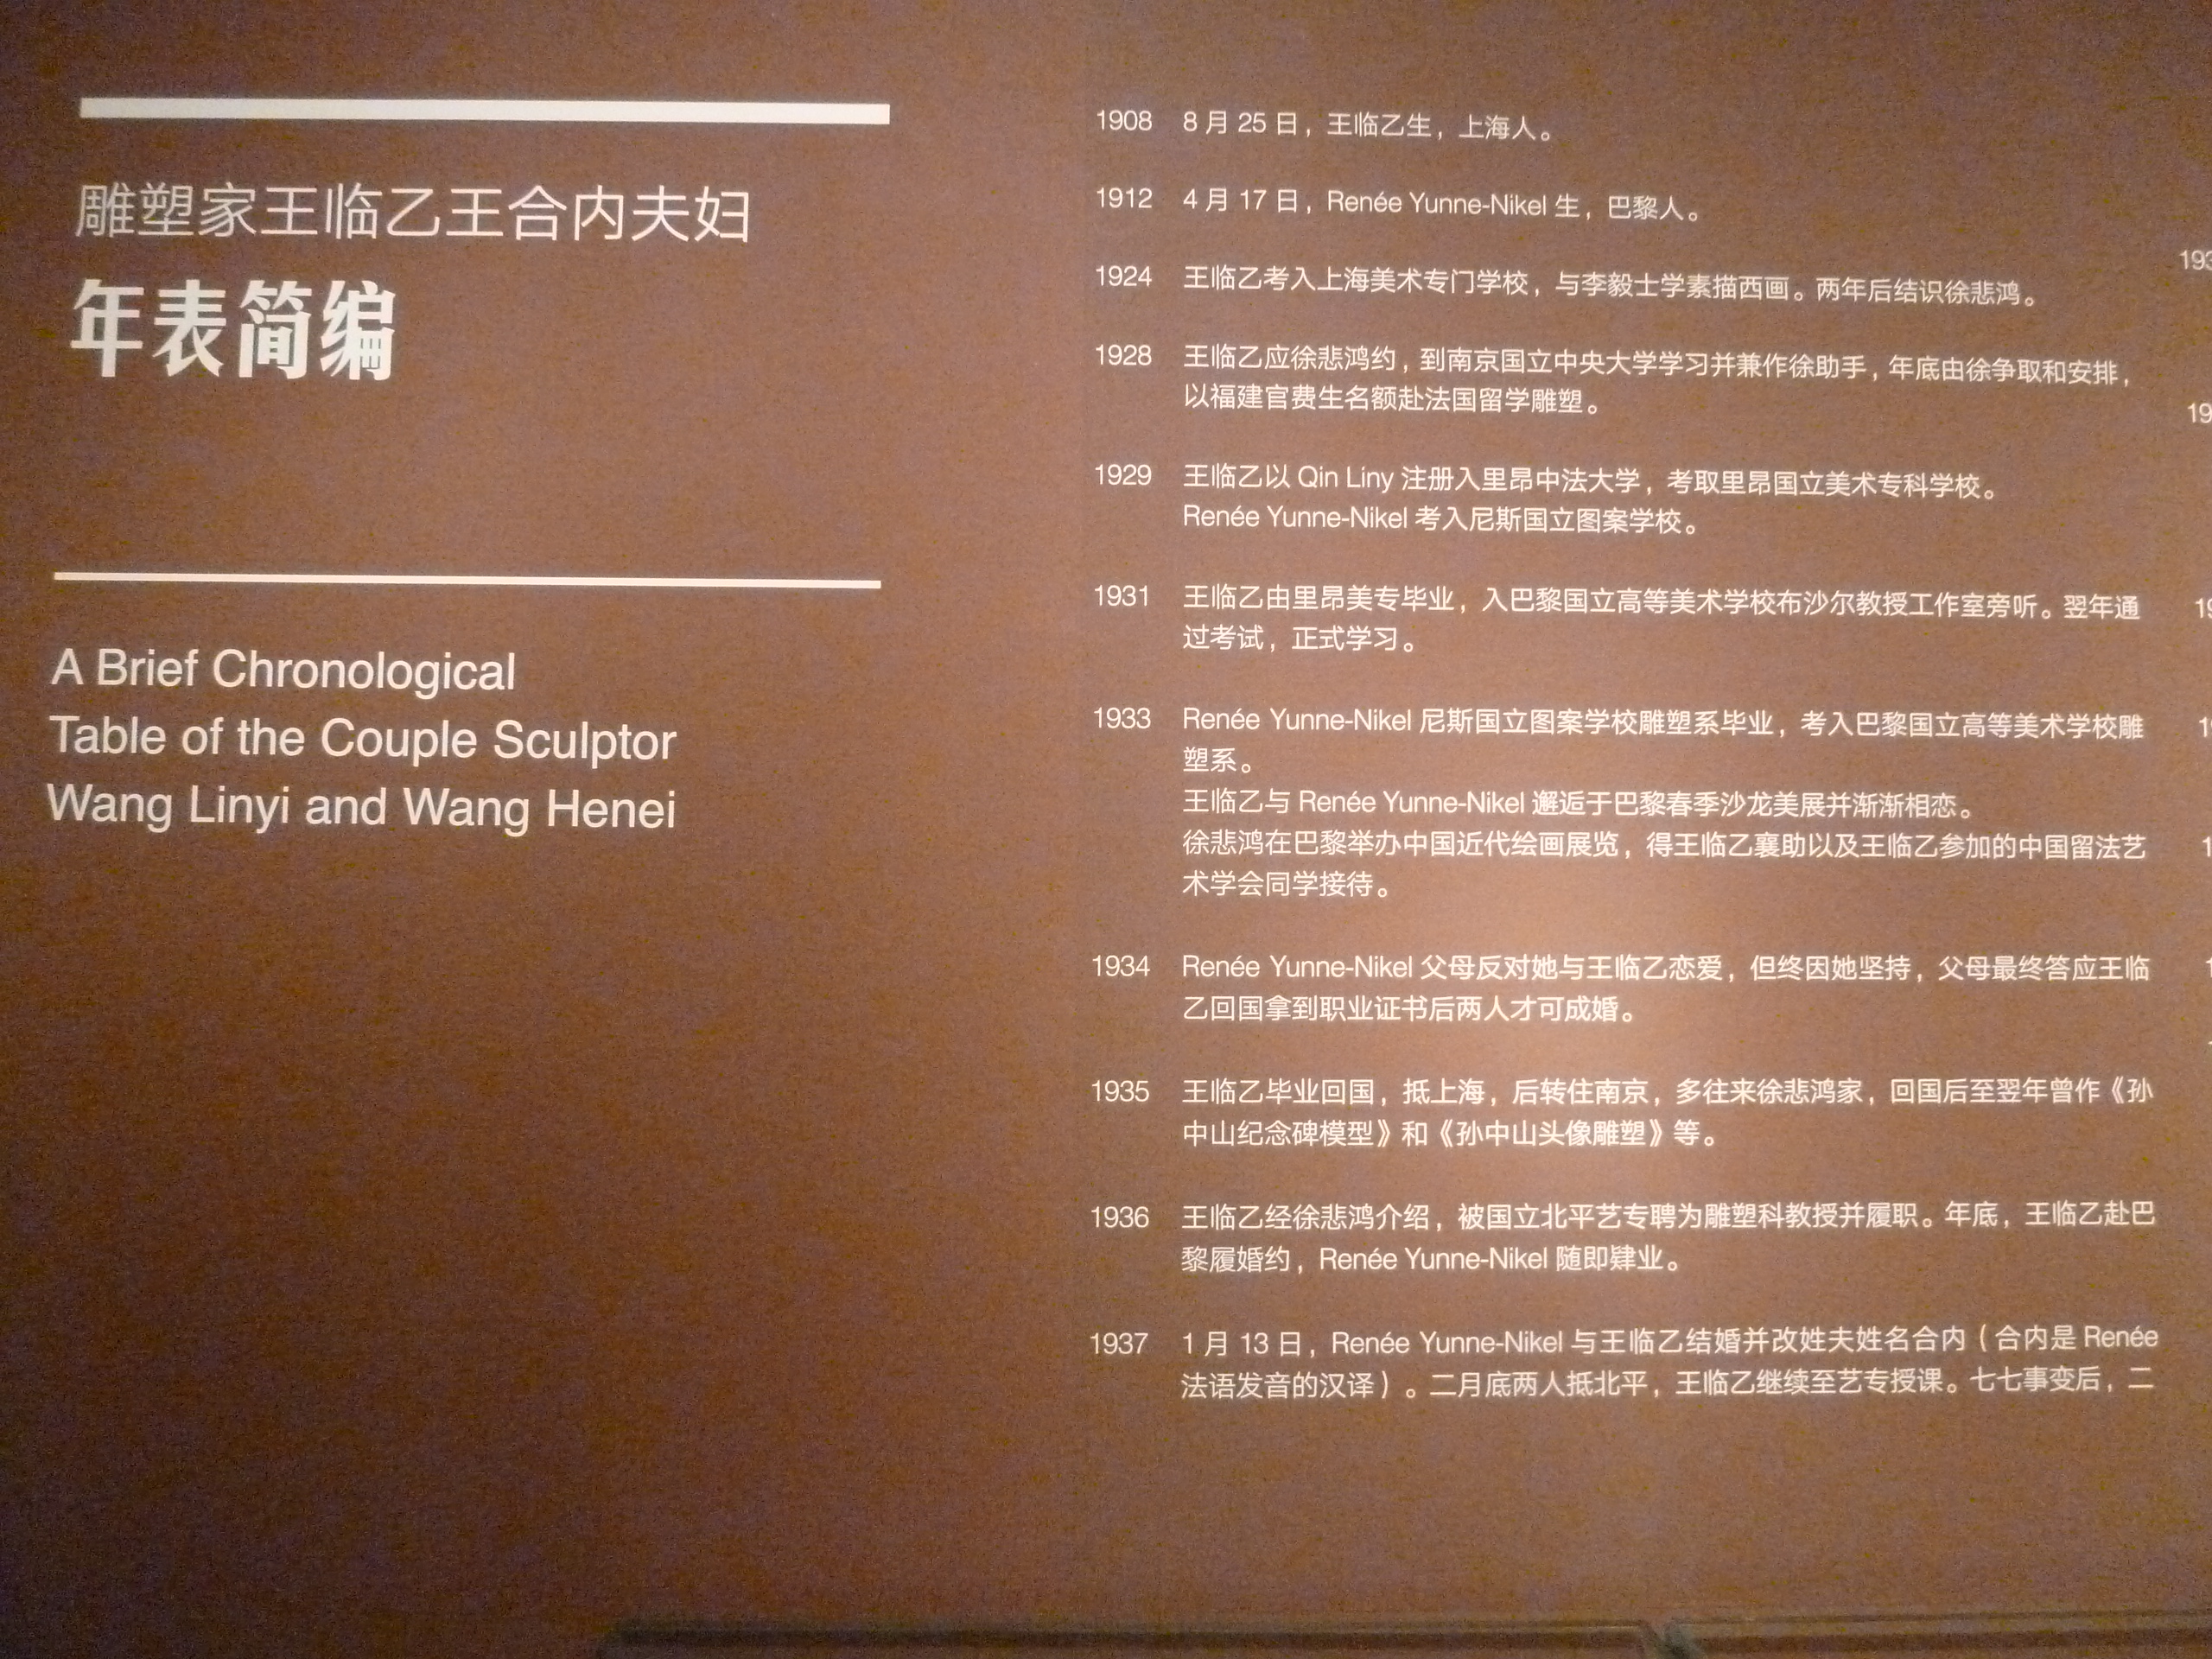 雕塑家王临乙王合内夫妇
年表简编
A Brief Chronological
Table of the Couple Sculptor
Wang Linyi and Wang Henei
1908 8 月 25 日，王临乙生，上海人。
1912 4 月 17 日，Renée Yunne-Nikel 生，巴黎人。
1924 王临乙考入上海美术专门学校，与李毅士学素描西画。两年后结识徐悲鸿。
1928 王临乙应徐悲鸿约，到南京国立中央大学学习并兼作徐助手，年底由徐争取和安排，
以福建官费生名额赴法国留学雕塑。
1929 王临乙以 Qin Liny 注册入里昂中法大学，考取里昂国立美术专科学校。
Renée Yunne-Nikel 考入尼斯国立图案学校。
1931 王临乙由里昂美专毕业，入巴黎国立高等美术学校布沙尔教授工作室旁听。翌年通
过考试，正式学习。
1933 Renée Yunne-Nikel 尼斯国立图案学校雕塑系毕业，考入巴黎国立高等美术学校雕
塑系。
王临乙与 Renée Yunne-Nikel 邂逅于巴黎春季沙龙美展并渐渐相恋。
徐悲鸿在巴黎举办中国近代绘画展览，得王临乙襄助以及王临乙参加的中国留法艺
术学会同学接待。
1934 Renée Yunne-Nikel 父母反对她与王临乙恋爱，但终因她坚持，父母最终答应王临
乙回国拿到职业证书后两人才可成婚。
1935 王临乙毕业回国，抵上海，后转住南京，多往来徐悲鸿家，回国后至翌年曾作《孙
中山纪念碑模型》和《孙中山头像雕塑》等。
1936 王临乙经徐悲鸿介绍，被国立北平艺专聘为雕塑科教授并履职。年底，王临乙赴巴
黎履婚约，Renée Yunne-Nikel 随即肄业。
1937 1 月 13 日，Renée Yunne-Nikel 与王临乙结婚并改姓夫姓名合内（合内是 Renée
法语发音的汉译）。二月底两人抵北平，王临乙继续至艺专授课。七七事变后，二